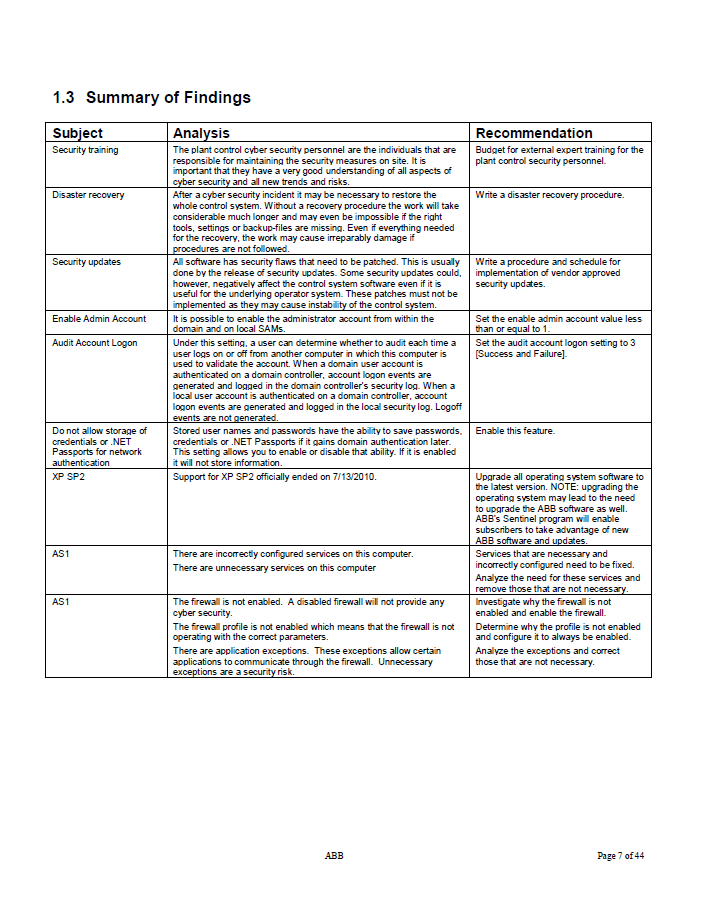 1.3 Summary of Findings
Subject
Analysis
Recommendation
Security training
The plant control cyber security personnel are the individuals that are
responsible for maintaining the security measures on site. It is
important that they have a very good understanding of all aspects of
cyber security and all new trends and risks.
Budget for external expert training for the
plant control security personnel.
Disaster recovery
After a cyber security incident it may be necessary to restore the
whole control system. Without a recovery procedure the work will take
considerable much longer and may even be impossible if the right
tools, settings or backup-files are missing. Even if everything needed
for the recovery, the work may cause irreparably damage if
procedures are not followed.
Write a disaster recovery procedure.
Security updates
All software has security flaws that need to be patched. This is usually
done by the release of security updates. Some security updates could,
however, negatively affect the control system software even if it is
useful for the underlying operator system. These patches must not be
implemented as they may cause instability of the control system.
Write a procedure and schedule for
implementation of vendor approved
security updates.
Enable Admin Account
It is possible to enable the administrator account from within the
domain and on local SAMs.
Set the enable admin account value less
than or equal to 1.
Audit Account Logon
Under this setting, a user can determine whether to audit each time a
user logs on or off from another computer in which this computer is
used to validate the account. When a domain user account is
authenticated on a domain controller, account logon events are
generated and logged in the domain controller's security log. When a
local user account is authenticated on a domain controller, account
logon events are generated and logged in the local security log. Logoff
events are not generated.
Set the audit account logon setting to 3
[Success and Failure].
Do not allow storage of
credentials or .NET
Passports for network
authentication
Stored user names and passwords have the ability to save passwords,
credentials or .NET Passports if it gains domain authentication later.
This setting allows you to enable or disable that ability. If it is enabled
it will not store information.
Enable this feature.
XP SP2
Support for XP SP2 officially ended on 7/13/2010.
Upgrade all operating system software to
the latest version. NOTE: upgrading the
operating system may lead to the need
to upgrade the ABB software as well.
ABB's Sentinel program will enable
subscribers to take advantage of new
ABB software and updates.
AS1
There are incorrectly configured services on this computer.
There are unnecessary services on this computer
Services that are necessary and
incorrectly configured need to be fixed.
Analyze the need for these services and
remove those that are not necessary.
AS1
The firewall is not enabled. A disabled firewall will not provide any
cyber security.
The firewall profile is not enabled which means that the firewall is not
operating with the correct parameters.
There are application exceptions. These exceptions allow certain
applications to communicate through the firewall. Unnecessary
exceptions are a security risk.
Investigate why the firewall is not
enabled and enable the firewall.
Determine why the profile is not enabled
and configure it to always be enabled.
Analyze the exceptions and correct
those that are not necessary.
ABB
Page 7 of 44